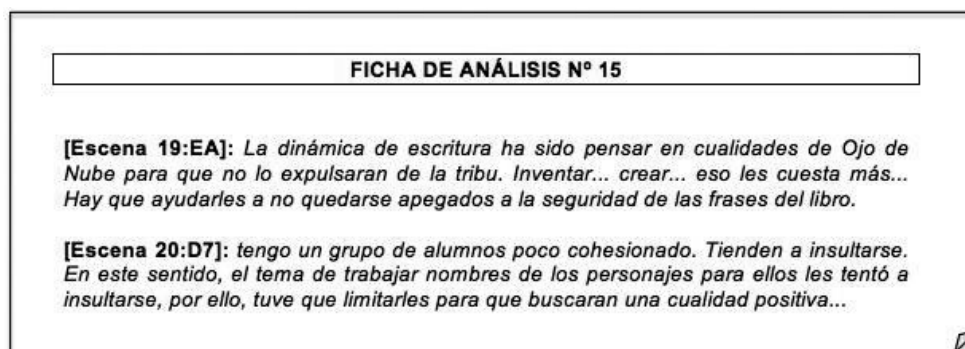 FICHA DE ANÁLISIS Nº 15
[Escena 19:EA]: La dinámica de escritura ha sido pensar en cualidades de Ojo de
Nube para que no lo expulsaran de la tribu. Inventar... crear... eso les cuesta más...
Hay que ayudarles a no quedarse apegados a la seguridad de las frases del libro.
[Escena 20:D7]: tengo un grupo de alumnos poco cohesionado. Tienden a insultarse.
En este sentido, el tema de trabajar nombres de los personajes para ellos les tentó a
insultarse, por ello, tuve que limitarles para que buscaran una cualidad positiva...